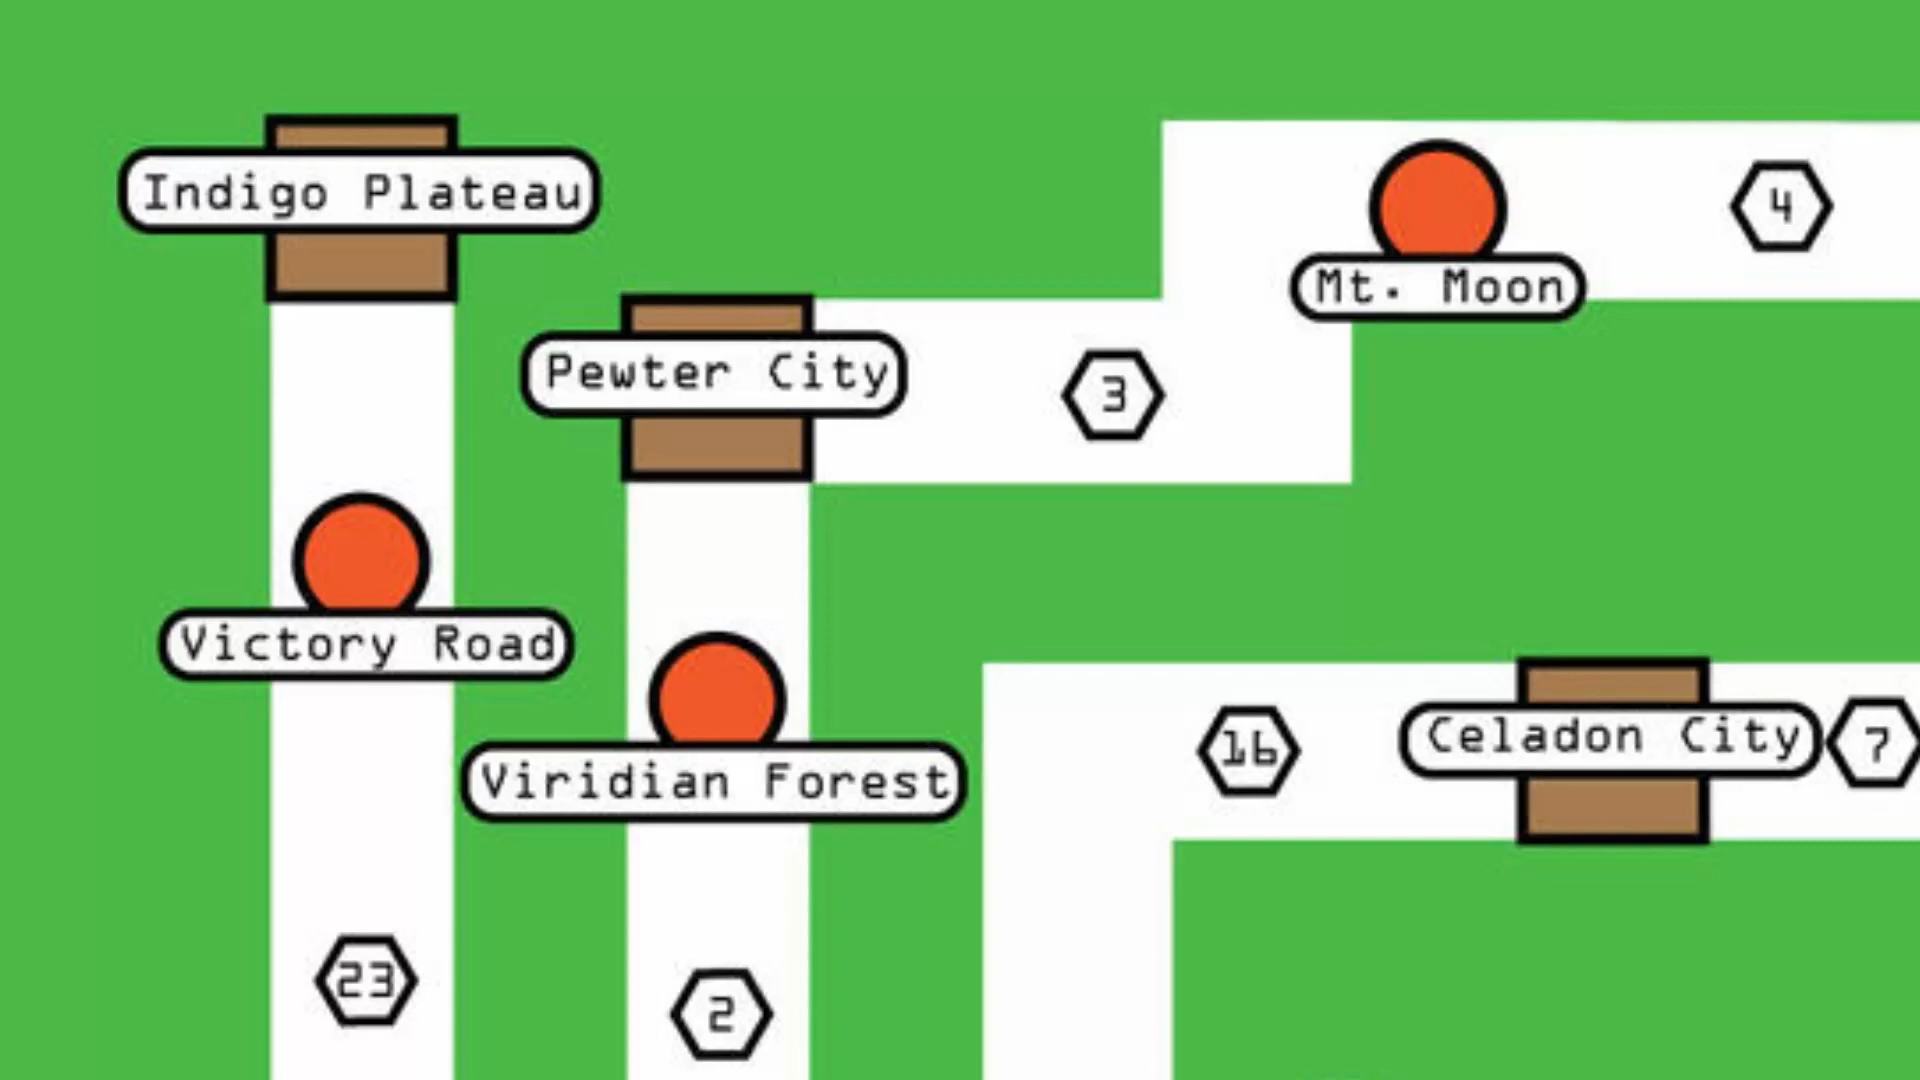 Indigo Plateau
4
Mt. Moon
Pewter City
3
Victory Road
16
Celadon City
7
Viridian Forest
23
2